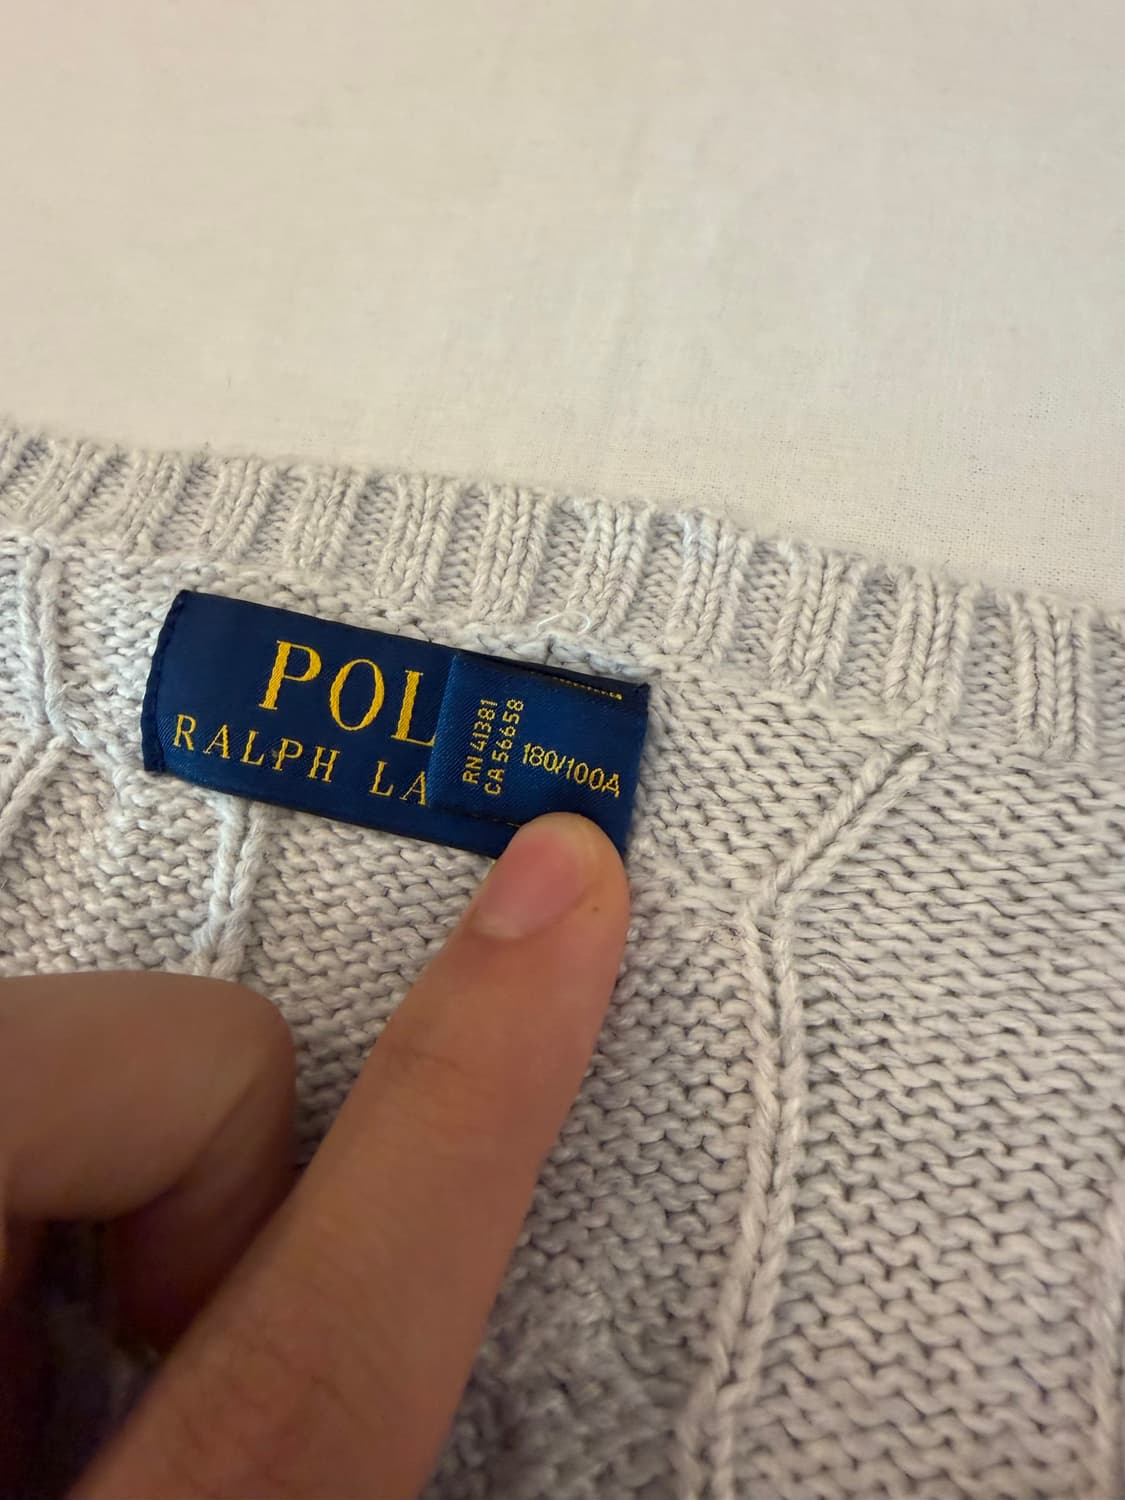 POL
RALPH LA
RN 41381
CA 56658
180/100A